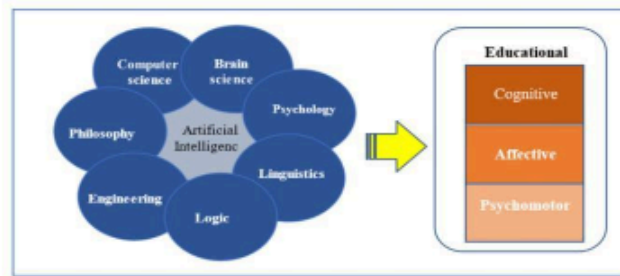 Computer
science
Brain
science
Psychology
Philosophy
Artificial
Intelligenc
Linguistics
Engineering
Logic
Educational
Cognitive
Affective
Psychomotor